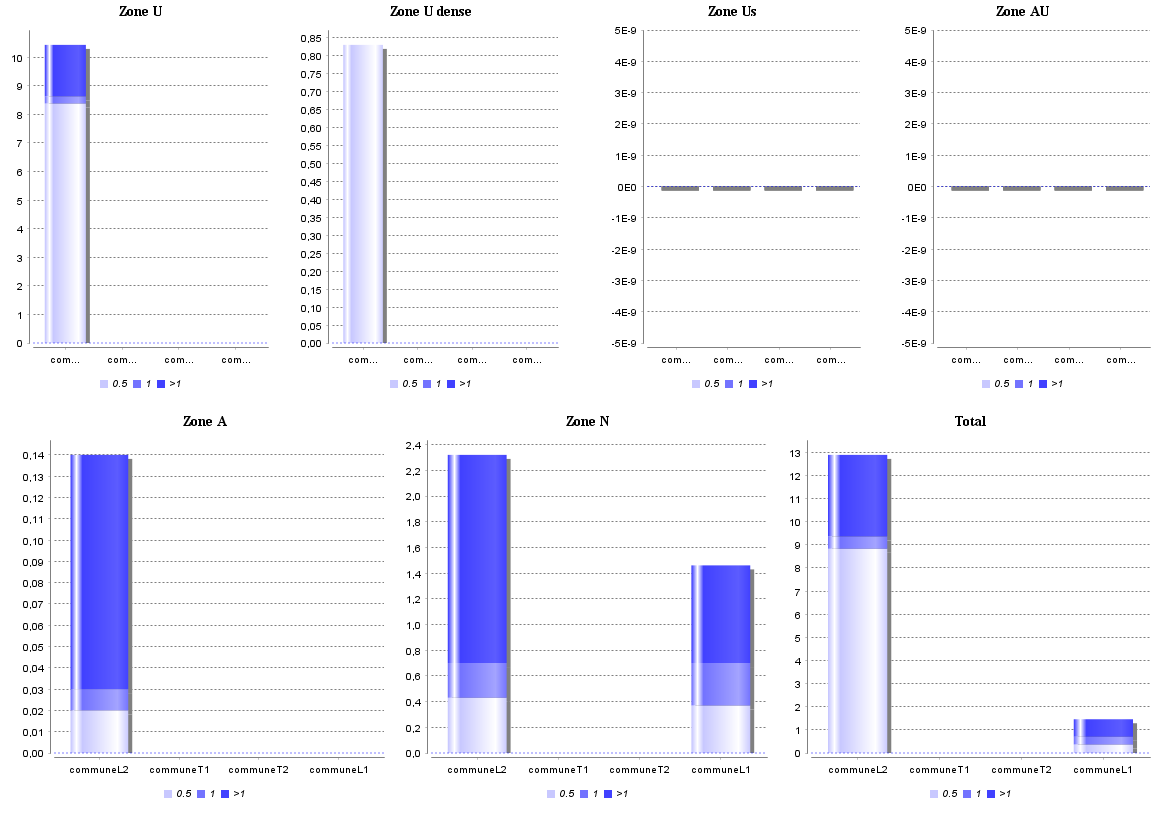 Zone U
10
9
8
7
6
5
4
3
2
1
0
com... com... com... com...
0.5 1 >1
Zone U dense
0,85
0,80
0,75
0,70
0,65
0,60
0,55
0,50
0,45
0,40
0,35
0,30
0,25
0,20
0,15
0,10
0,05
0,00
com... com... com... com...
0.5 1 >1
Zone Us
5E-9
4E-9
3E-9
2E-9
1E-9
0E0
-1E-9
-2E-9
-3E-9
-4E-9
-5E-9
com... com... com... com...
0.5 1 >1
Zone AU
5E-9
4E-9
3E-9
2E-9
1E-9
0E0
-1E-9
-2E-9
-3E-9
-4E-9
-5E-9
com... com... com... com...
0.5 1 >1
Zone A
0,14
0,13
0,12
0,11
0,10
0,09
0,08
0,07
0,06
0,05
0,04
0,03
0,02
0,01
0,00
communeL2 communeT1 communeT2 communeL1
0.5 1 >1
Zone N
2,4
2,2
2,0
1,8
1,6
1,4
1,2
1,0
0,8
0,6
0,4
0,2
0,0
communeL2 communeT1 communeT2 communeL1
0.5 1 >1
Total
13
12
11
10
9
8
7
6
5
4
3
2
1
0
communeL2 communeT1 communeT2 communeL1
0.5 1 >1